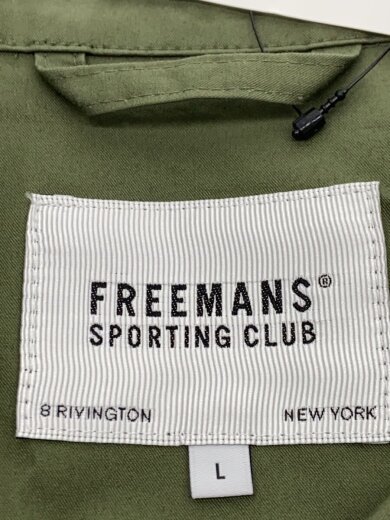 FREEMANS®
SPORTING CLUB
8 RIVINGTON NEW YORK
L